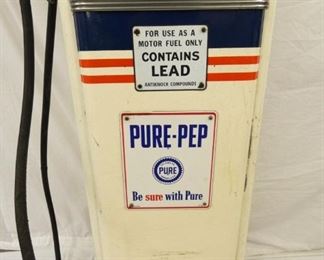 FOR USE AS A
MOTOR FUEL ONLY
CONTAINS
LEAD
ANTIKNOCK COMPOUNDS
PURE-PEP
PURE
Be sure with Pure